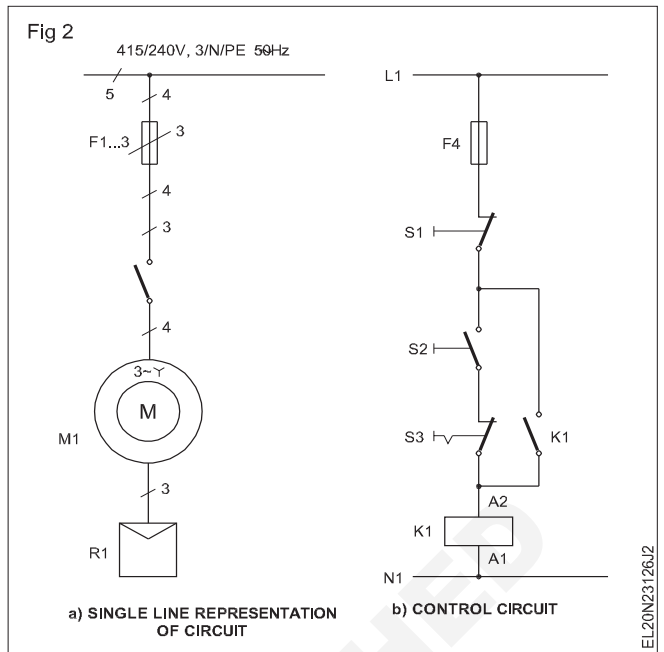 Fig 2
415/240V, 3/N/PE 50Hz
5
4
F1...3
3
4
3
4
3~
M
M1
3
R1
a) SINGLE LINE REPRESENTATION
OF CIRCUIT
L1
F4
S1
S2
S3
K1
A2
K1
A1
N1
b) CONTROL CIRCUIT
EL20N23126J2
SHED